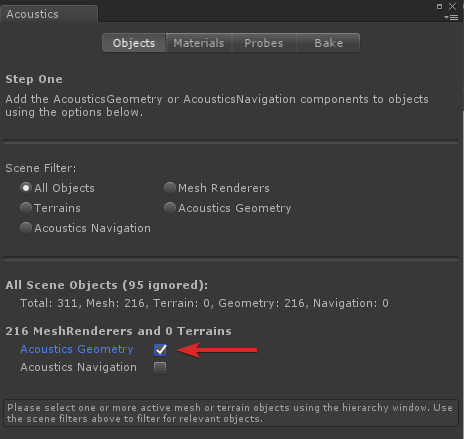 Acoustics
Objects Materials Probes Bake
Step One
Add the AcousticsGeometry or AcousticsNavigation components to objects
using the options below.
Scene Filter:
All Objects Mesh Renderers
Terrains Acoustics Geometry
Acoustics Navigation
All Scene Objects (95 ignored):
Total: 311, Mesh: 216, Terrain: 0, Geometry: 216, Navigation: 0
216 MeshRenderers and 0 Terrains
Acoustics Geometry
Acoustics Navigation
Please select one or more active mesh or terrain objects using the hierarchy window. Use
the scene filters above to filter for relevant objects.